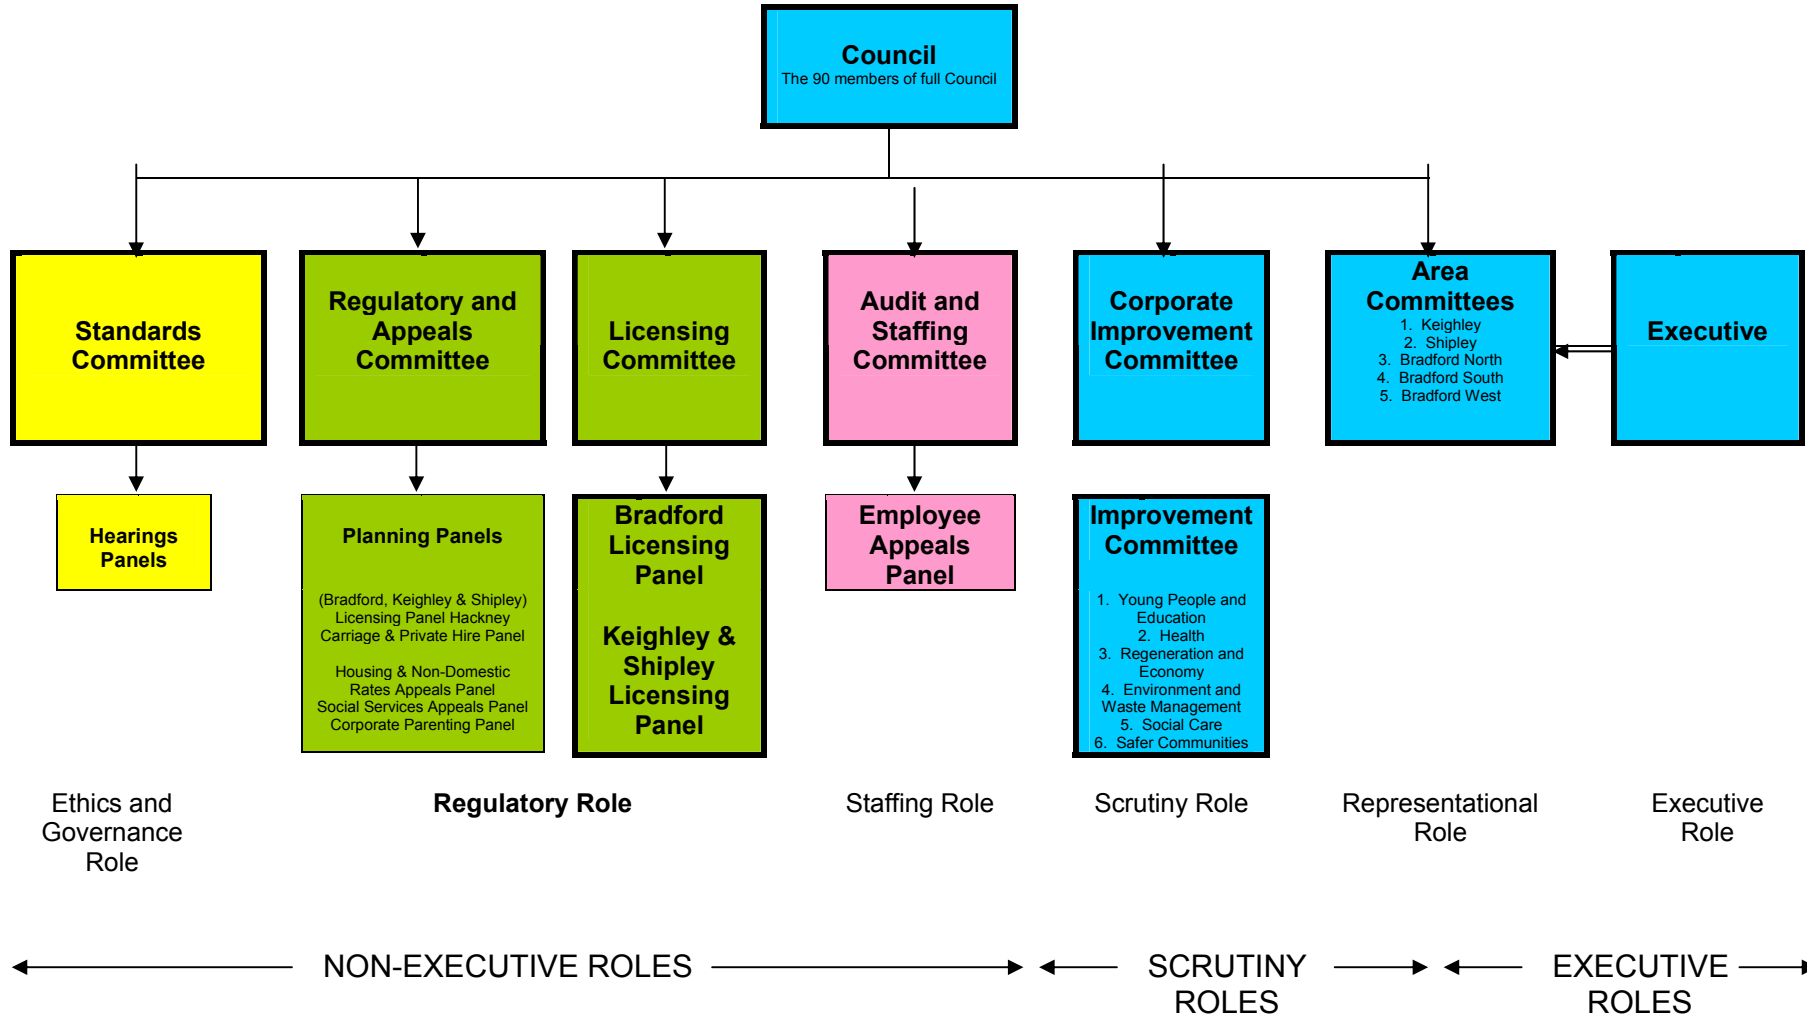 Council
The 90 members of full Council
Standards
Committee
Regulatory and
Appeals
Committee
Licensing
Committee
Audit and
Staffing
Committee
Corporate
Improvement
Committee
Area
Committees
1. Keighley
2. Shipley
3. Bradford North
4. Bradford South
5. Bradford West
Executive
Hearings
Panels
Planning Panels
(Bradford, Keighley & Shipley)
Licensing Panel Hackney
Carriage & Private Hire Panel
Housing & Non-Domestic
Rates Appeals Panel
Social Services Appeals Panel
Corporate Parenting Panel
Bradford
Licensing
Panel
Keighley &
Shipley
Licensing
Panel
Employee
Appeals
Panel
Improvement
Committee
1. Young People and
Education
2. Health
3. Regeneration and
Economy
4. Environment and
Waste Management
5. Social Care
6. Safer Communities
Ethics and
Governance
Role
Regulatory Role
Staffing Role
Scrutiny Role
Representational
Role
Executive
Role
NON-EXECUTIVE ROLES
SCRUTINY
ROLES
EXECUTIVE
ROLES